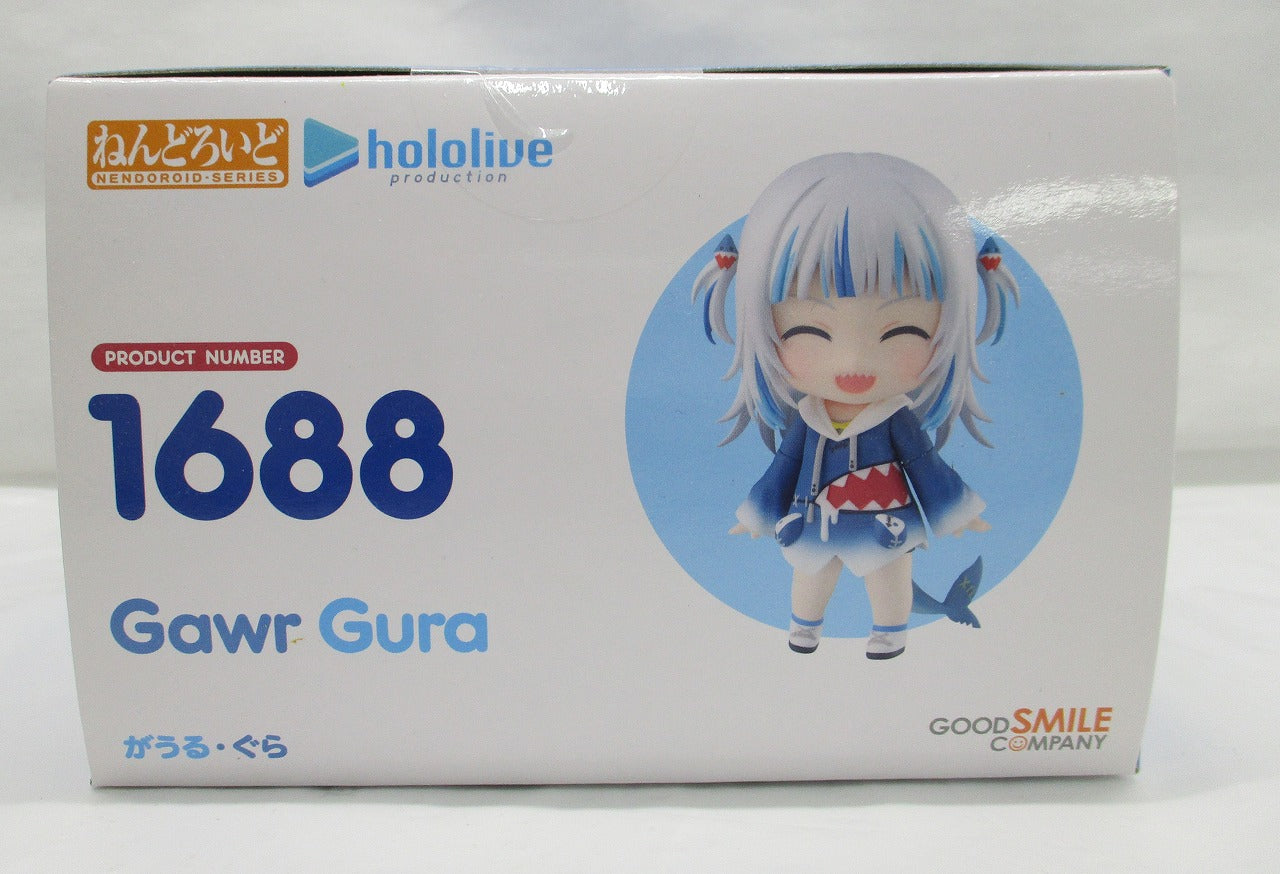 ねんどろいど
NENDOROID·SERIES
hololive
production
PRODUCT NUMBER
1688
Gawr Gura
がうる・ぐら
GOOD SMILE
COMPANY